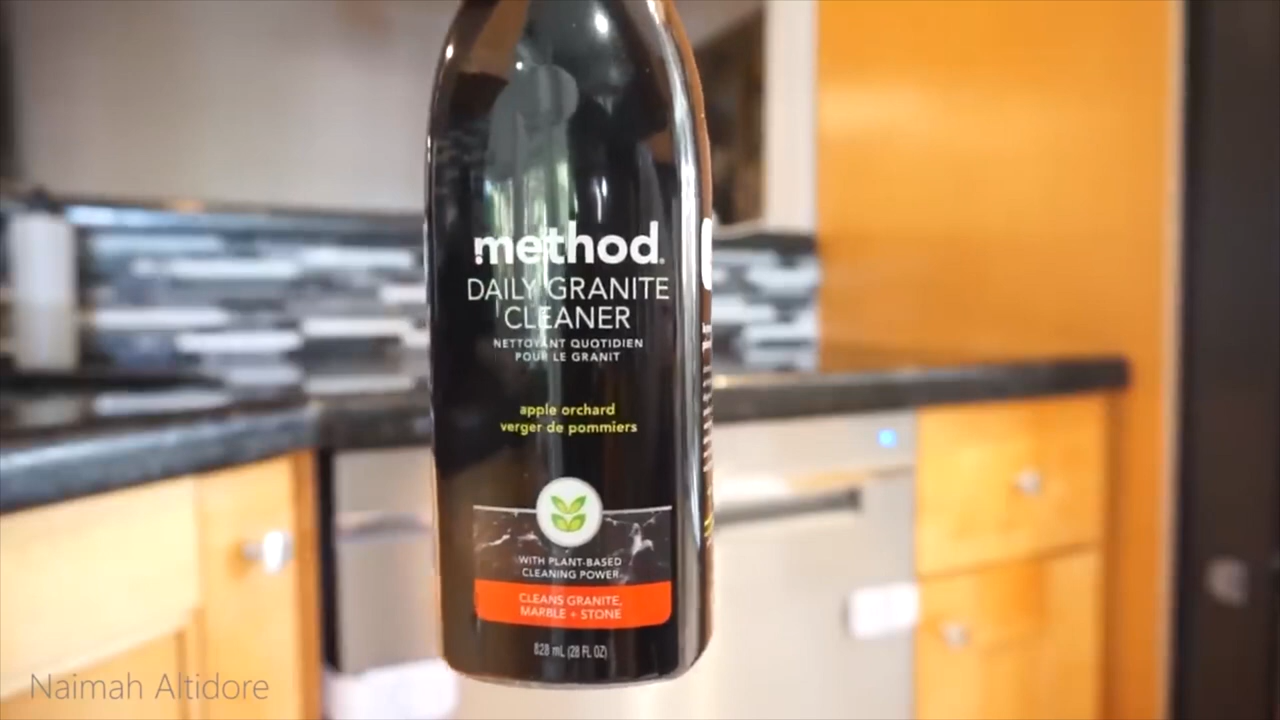 method.
DAILY GRANITE
CLEANER
NETTOYANT QUOTIDIEN
POUR LE GRANIT
apple orchard
verger de pommiers
WITH PLANT-BASED
CLEANING POWER
CLEANS GRANITE,
MARBLE + STONE
828 mL (28 FL OZ)
Naimah Altidore